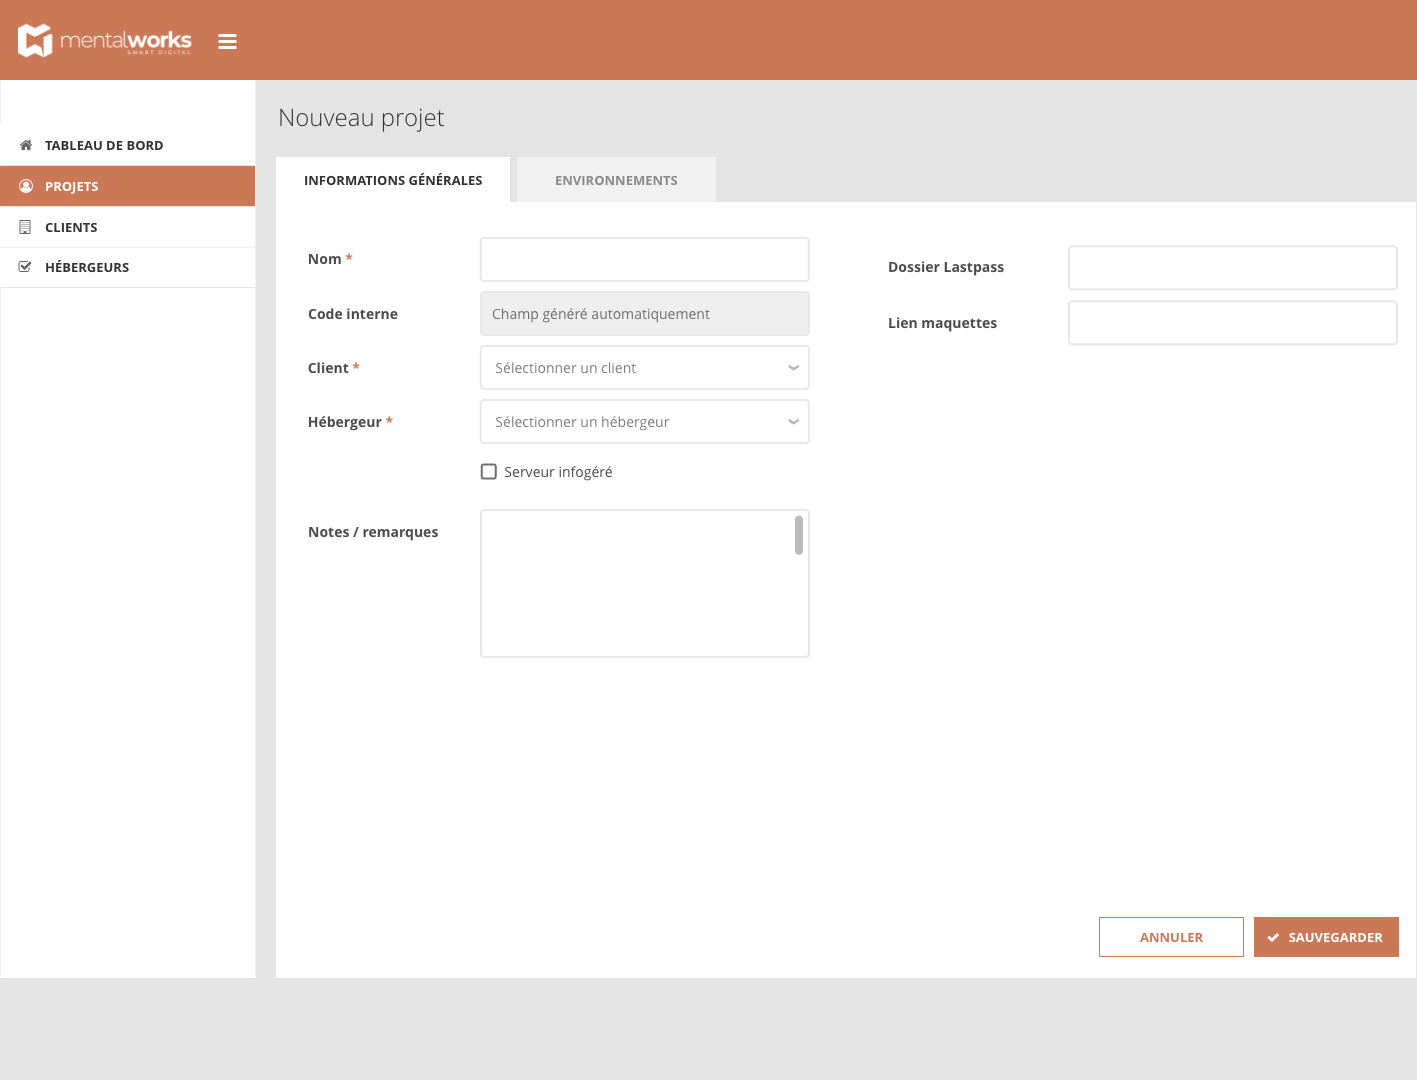 mentalworks
SMART DIGITAL
TABLEAU DE BORD
PROJETS
CLIENTS
HÉBERGEURS
Nouveau projet
INFORMATIONS GÉNÉRALES
ENVIRONNEMENTS
Nom *
Code interne
Champ généré automatiquement
Client *
Sélectionner un client
Hébergeur *
Sélectionner un hébergeur
Serveur infogéré
Notes / remarques
Dossier Lastpass
Lien maquettes
ANNULER
SAUVEGARDER